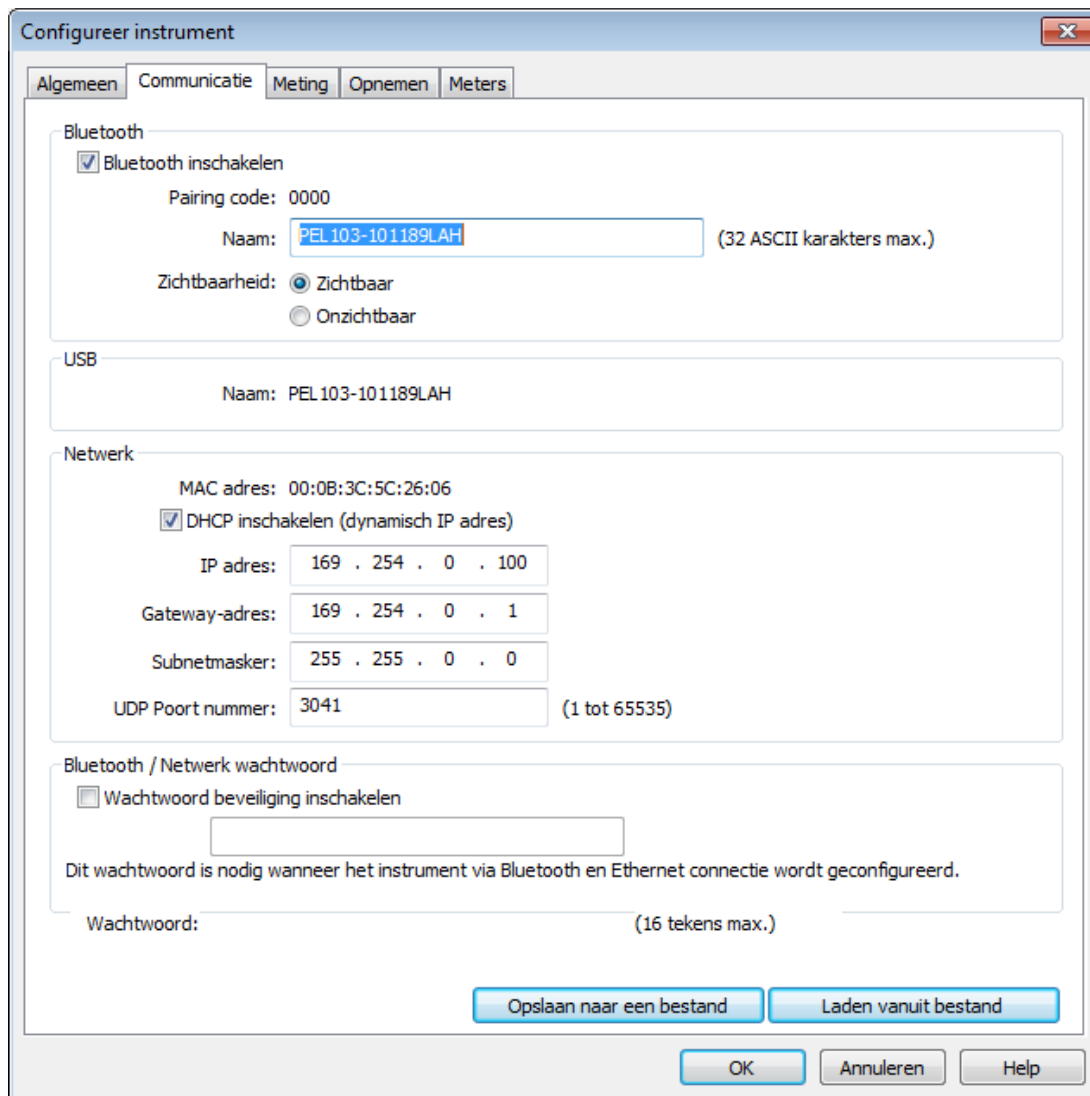 Configureer instrument
Algemeen Communicatie Meting Opnemen Meters
Bluetooth
Bluetooth inschakelen
Pairing code: 0000
Naam: PEL103-101189LAH (32 ASCII karakters max.)
Zichtbaarheid: Zichtbaar
Onzichtbaar
USB
Naam: PEL103-101189LAH
Netwerk
MAC adres: 00:0B:3C:5C:26:06
DHCP inschakelen (dynamisch IP adres)
IP adres: 169 . 254 . 0 . 100
Gateway-adres: 169 . 254 . 0 . 1
Subnetmasker: 255 . 255 . 0 . 0
UDP Poort nummer: 3041 (1 tot 65535)
Bluetooth / Netwerk wachtwoord
Wachtwoord beveiliging inschakelen
Dit wachtwoord is nodig wanneer het instrument via Bluetooth en Ethernet connectie wordt geconfigureerd.
Wachtwoord: (16 tekens max.)
Opslaan naar een bestand Laden vanuit bestand
OK Annuleren Help